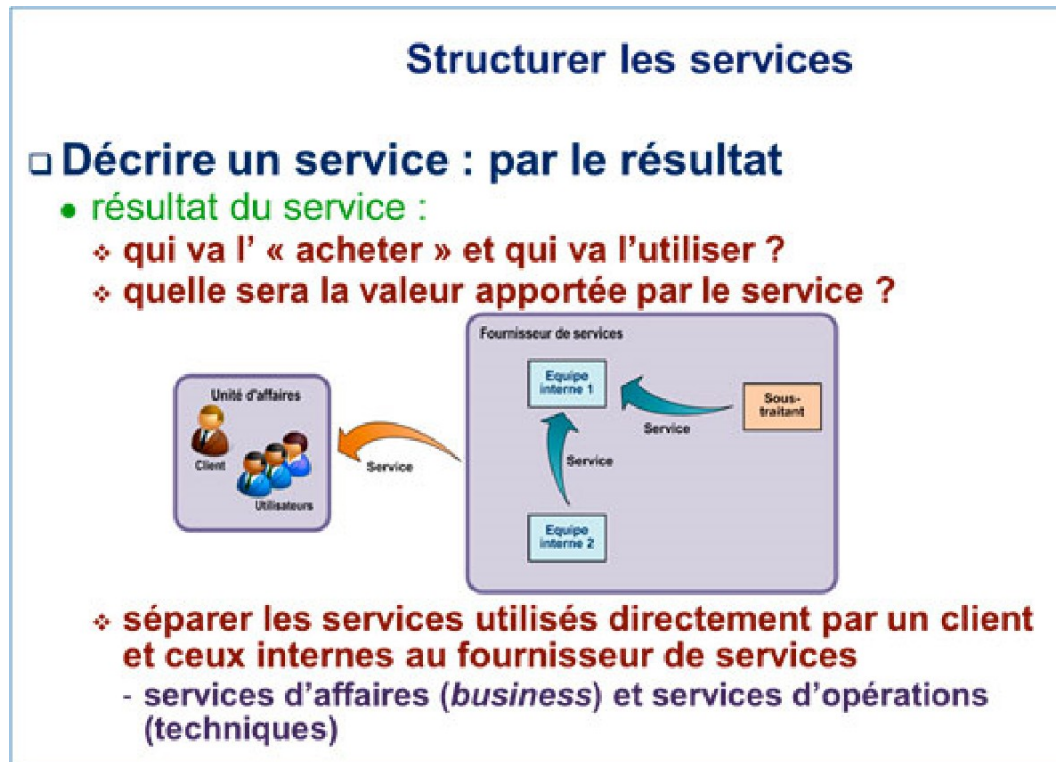 Structurer les services
❑ Décrire un service : par le résultat
• résultat du service :
❖ qui va l' « acheter » et qui va l'utiliser ?
❖ quelle sera la valeur apportée par le service ?
Fournisseur de services
Unité d'affaires
Client
Utilisateurs
Service
Equipe
interne 1
Service
Sous-
traitant
Service
Equipe
interne 2
❖ séparer les services utilisés directement par un client
et ceux internes au fournisseur de services
- services d'affaires (business) et services d'opérations
(techniques)